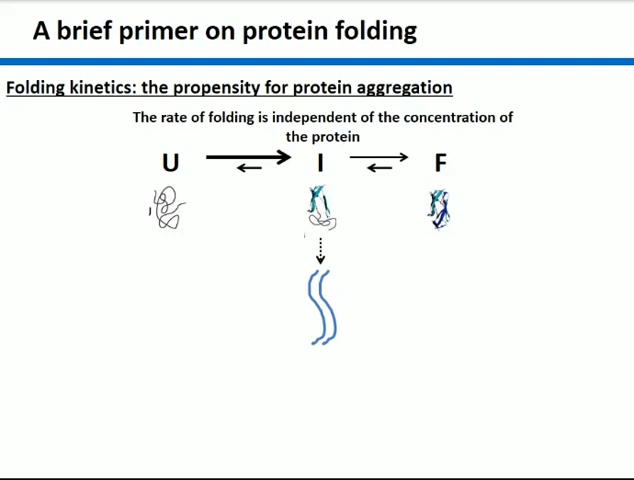 A brief primer on protein folding
Folding kinetics: the propensity for protein aggregation
The rate of folding is independent of the concentration of
the protein
U I F